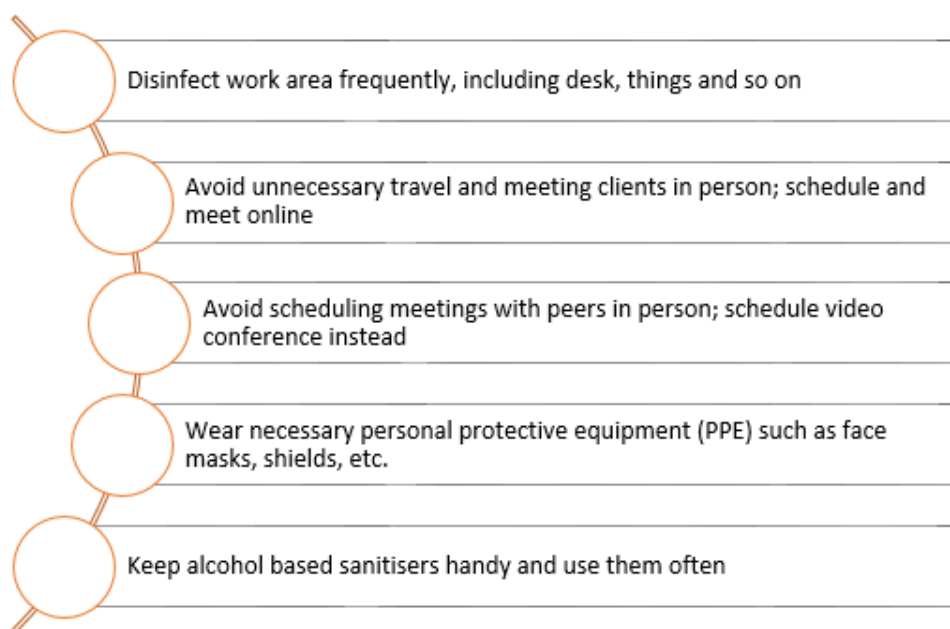 Disinfect work area frequently, including desk, things and so on
Avoid unnecessary travel and meeting clients in person; schedule and
meet online
Avoid scheduling meetings with peers in person; schedule video
conference instead
Wear necessary personal protective equipment (PPE) such as face
masks, shields, etc.
Keep alcohol based sanitisers handy and use them often